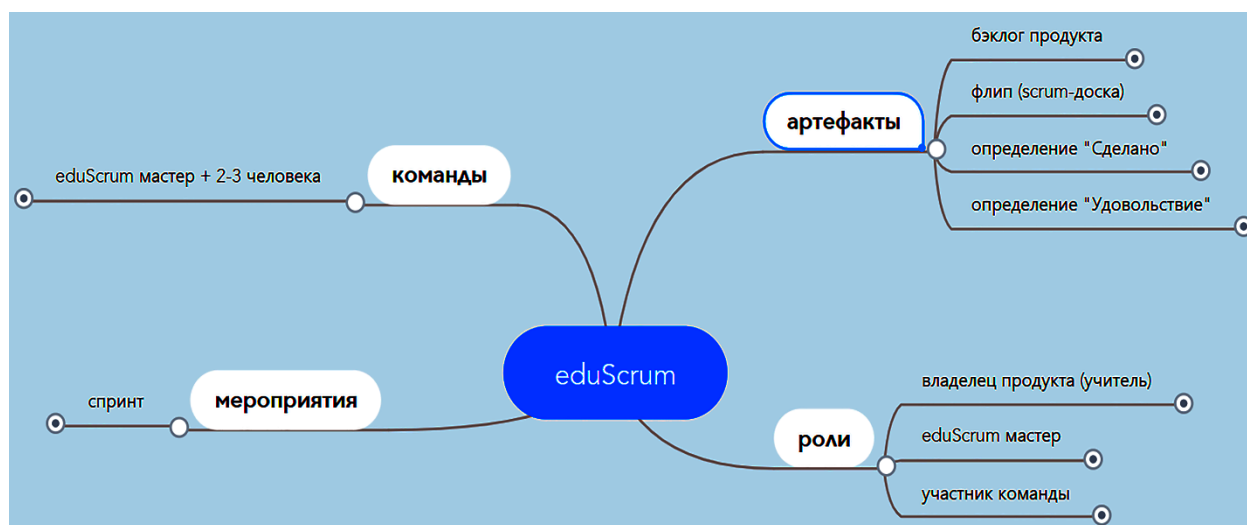 eduScrum
артефакты
бэклог продукта
флип (scrum-доска)
определение "Сделано"
определение "Удовольствие"
роли
владелец продукта (учитель)
eduScrum мастер
участник команды
команды
eduScrum мастер + 2-3 человека
мероприятия
спринт